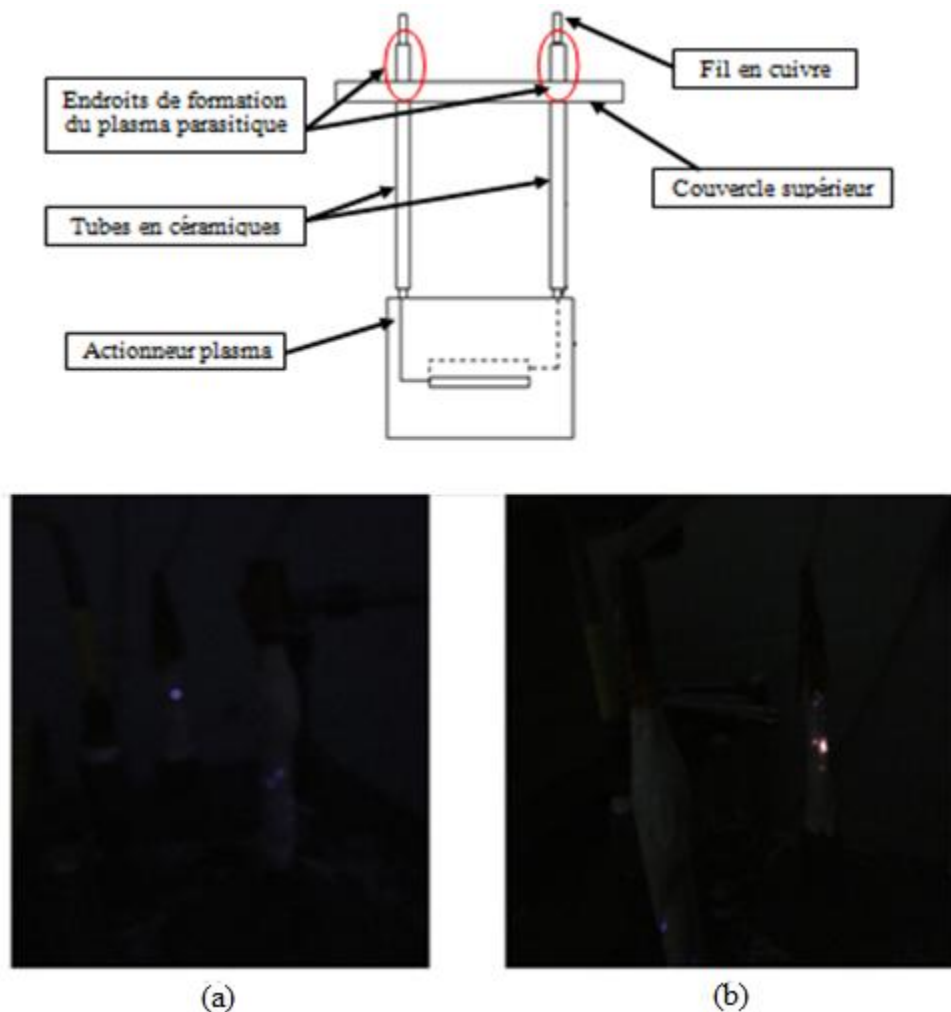 Fil en cuivre
Endroits de formation
du plasma parasitique
Couvercle supérieur
Tubes en céramiques
Actionneur plasma
(a)
(b)